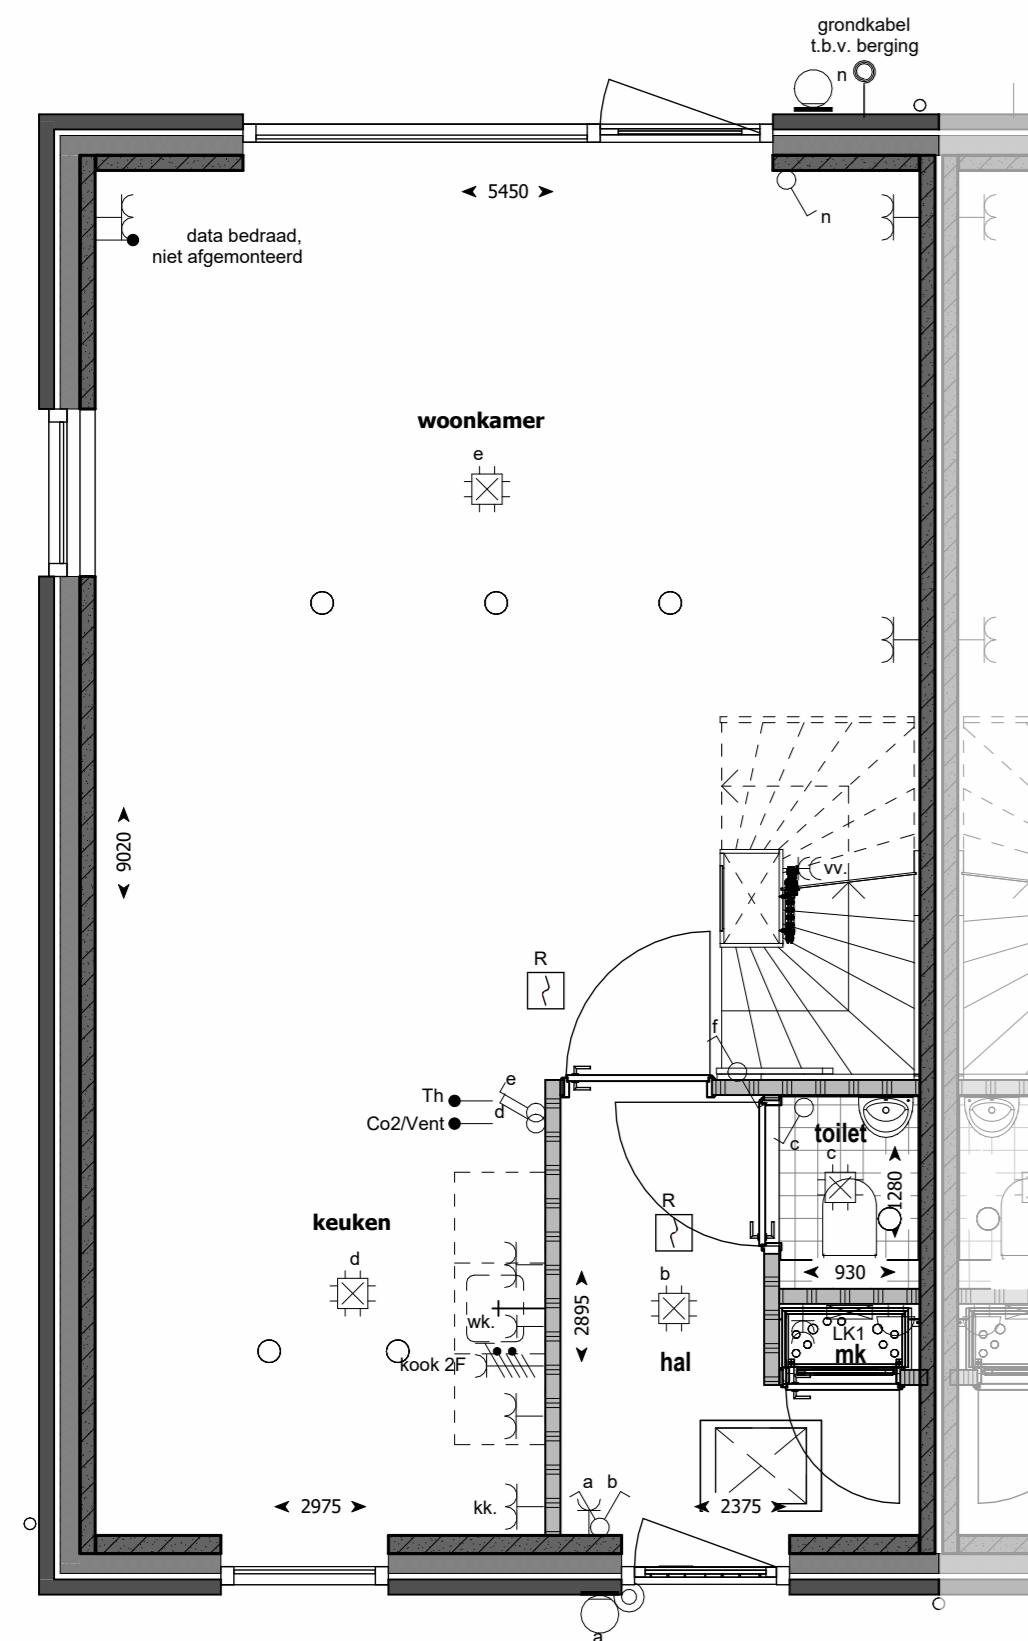 grondkabel
t.b.v. berging
n
5450
n
data bedraad,
niet afgemonteerd
woonkamer
e
9020
vv.
X
R
f
Th
e
d
Co2/Vent
c
toilet
c
1280
keuken
R
d
b
930
2895
wk.
LK1
mk
kook 2F
hal
kk.
a b
2975
2375
a